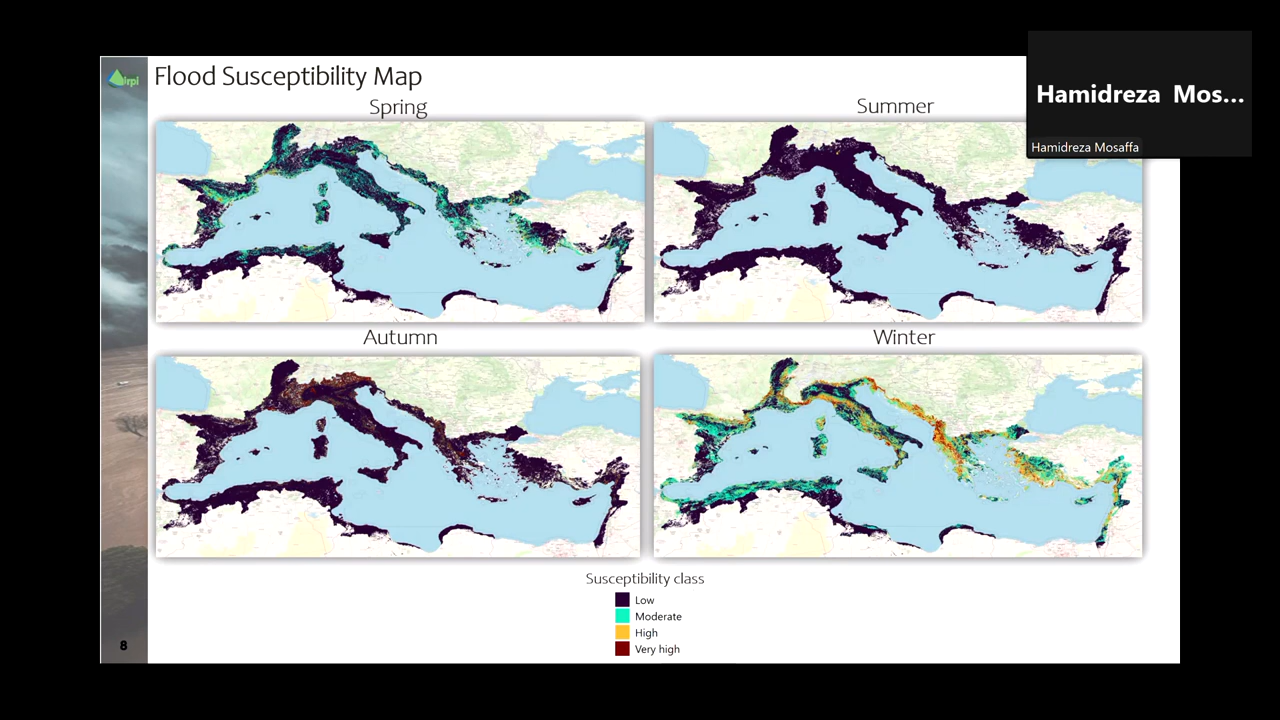 Irpi
Flood Susceptibility Map
Hamidreza Mos...
Hamidreza Mosaffa
Spring
Summer
Autumn
Winter
Susceptibility class
Low
Moderate
High
Very high
8